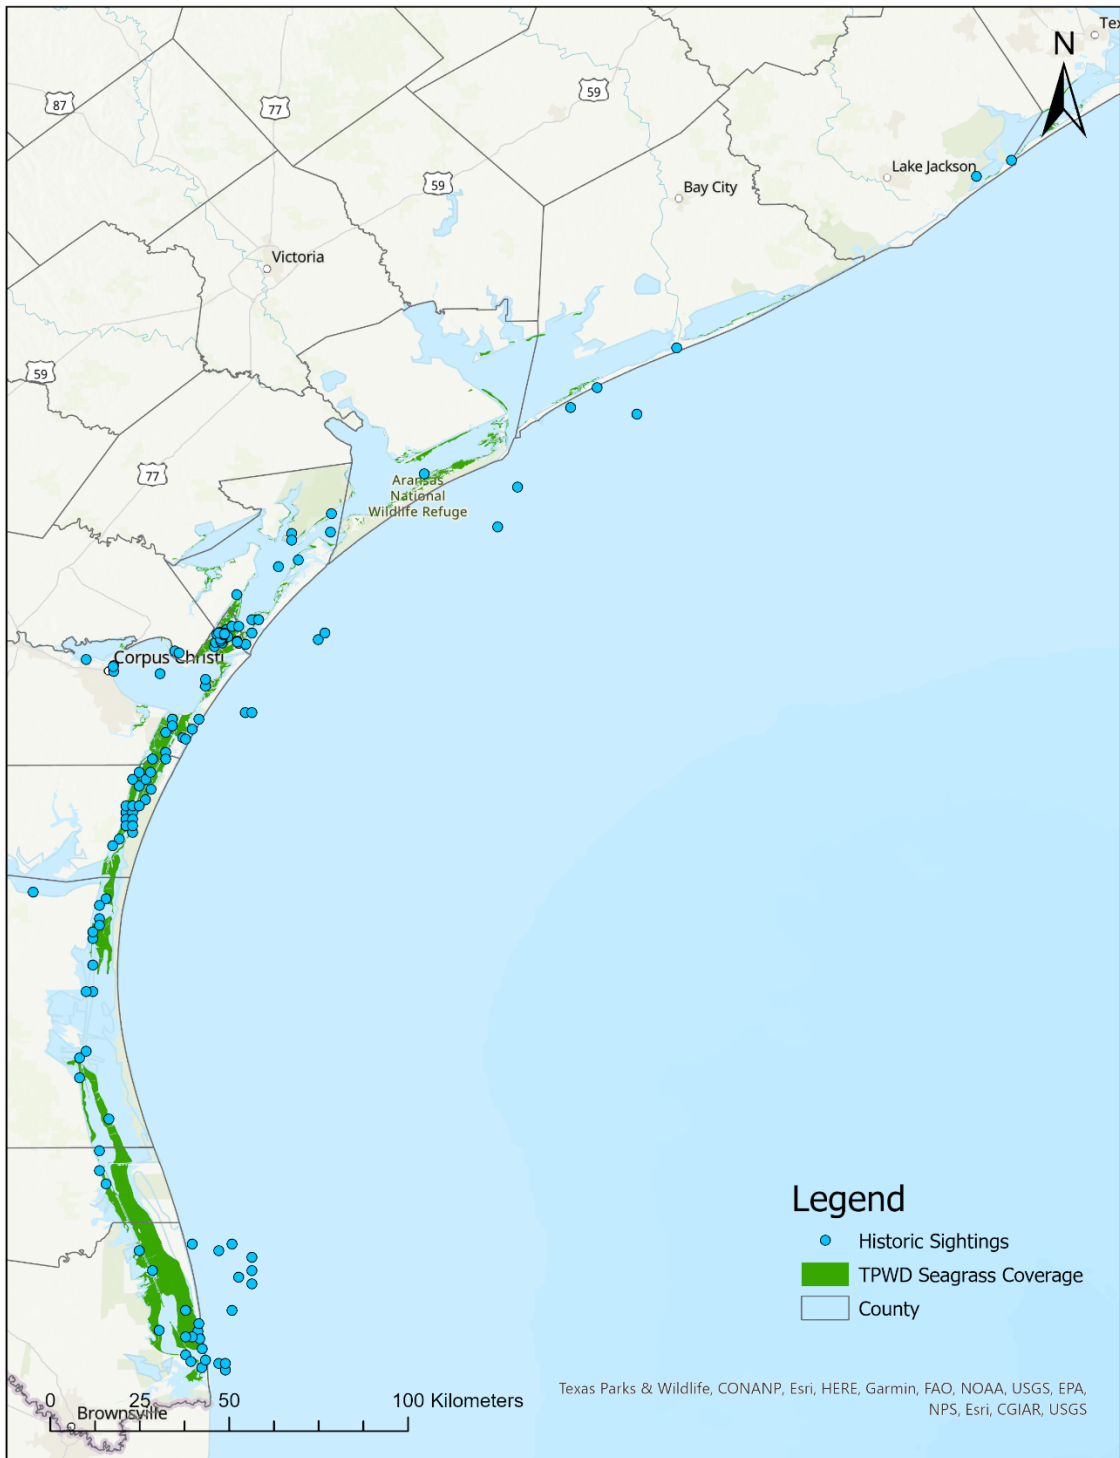 Tex
N
87
77
59
59
Lake Jackson
Bay City
Victoria
59
77
Aransas
National
Wildlife Refuge
Corpus Christi
Legend
Historic Sightings
TPWD Seagrass Coverage
County
0 25 50 100 Kilometers
Brownsville
Texas Parks & Wildlife, CONANP, Esri, HERE, Garmin, FAO, NOAA, USGS, EPA,
NPS, Esri, CGIAR, USGS